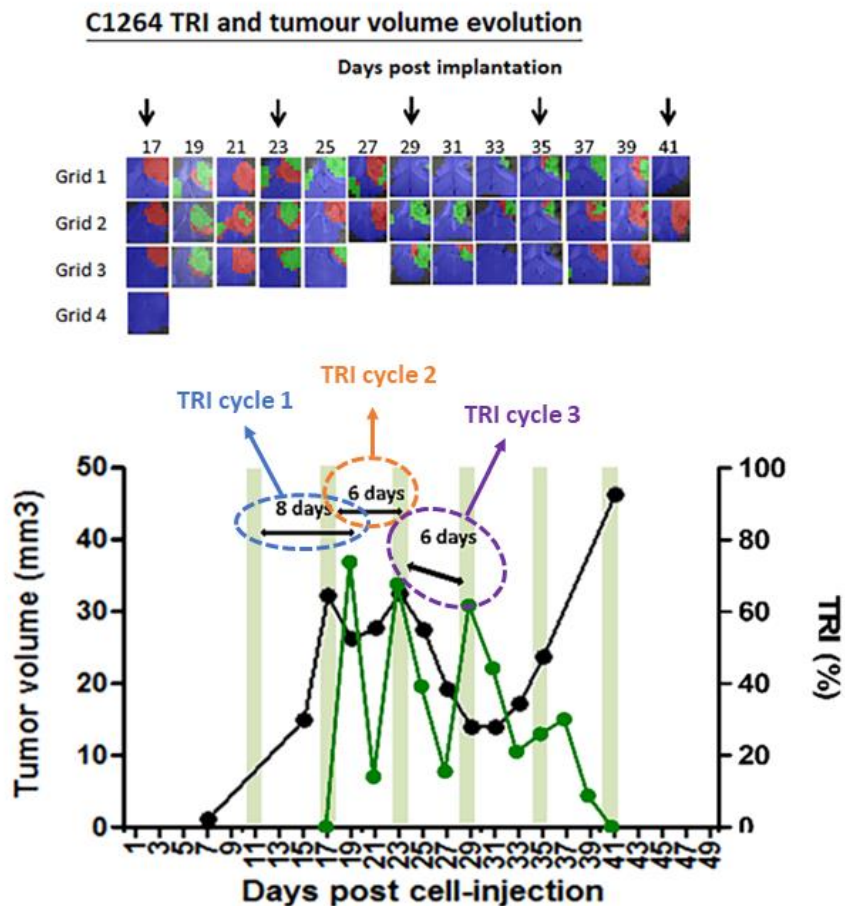 C1264 TRI and tumour volume evolution
Days post implantation
17 19 21 23 25 27 29 31 33 35 37 39 41
Grid 1
Grid 2
Grid 3
Grid 4
TRI cycle 2
TRI cycle 1
TRI cycle 3
50 100
8 days 6 days
40 80
6 days
30 60
20 40
10 20
0 0
Tumor volume (mm3)
TRI (%)
1 3 5 7 9 11 13 15 17 19 21 23 25 27 29 31 33 35 37 39 41 43 45 47 49
Days post cell-injection